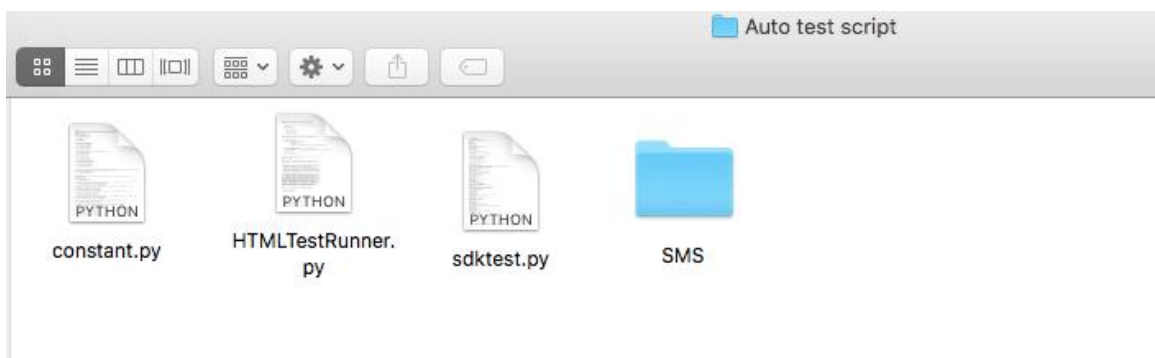 Auto test script
PYTHON
PYTHON
PYTHON
constant.py
HTMLTestRunner.
py
sdktest.py
SMS